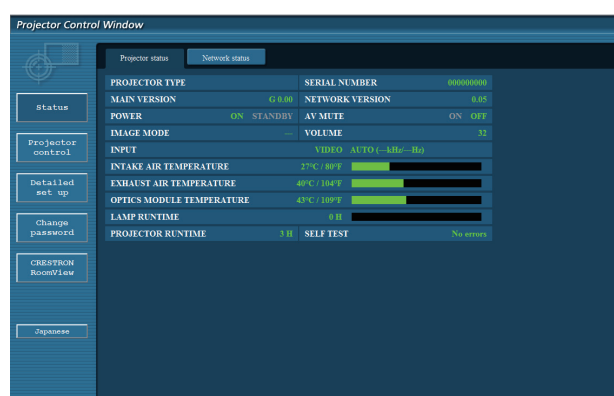 Projector Control Window
Projector status
Network status
PROJECTOR TYPE
SERIAL NUMBER 000000000
MAIN VERSION G 0.00
NETWORK VERSION 0.05
POWER ON STANDBY
AV MUTE ON OFF
IMAGE MODE ---
VOLUME 32
INPUT VIDEO AUTO (---kHz/---Hz)
INTAKE AIR TEMPERATURE 27°C / 80°F
EXHAUST AIR TEMPERATURE 40°C / 104°F
OPTICS MODULE TEMPERATURE 43°C / 109°F
LAMP RUNTIME 0 H
PROJECTOR RUNTIME 3 H
SELF TEST No errors
Status
Projector
control
Detailed
set up
Change
password
CRESTRON
RoomView
Japanese